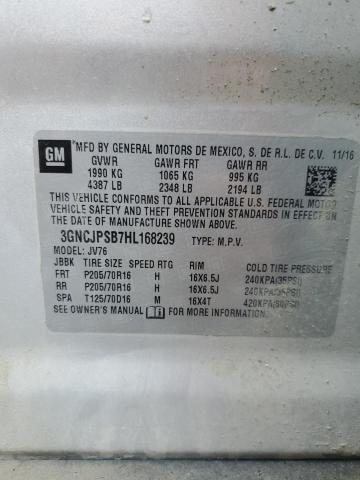 GM
MFD BY GENERAL MOTORS DE MEXICO, S. DE R.L. DE C.V. 11/16
GVWR GAWR FRT GAWR RR
1990 KG 1065 KG 995 KG
4387 LB 2348 LB 2194 LB
THIS VEHICLE CONFORMS TO ALL APPLICABLE U.S. FEDERAL MOTOR
VEHICLE SAFETY AND THEFT PREVENTION STANDARDS IN EFFECT ON
THE DATE OF MANUFACTURE SHOWN ABOVE.
3GNCJPSB7HL168239 TYPE: M.P.V.
MODEL: JV76
JBBK TIRE SIZE SPEED RTG RIM COLD TIRE PRESSURE
FRT P205/70R16 H 16X6.5J 240KPA(35PSI)
RR P205/70R16 H 16X6.5J 240KPA(35PSI)
SPA T125/70D16 M 16X4T 420KPA(60PSI)
SEE OWNER'S MANUAL FOR MORE INFORMATION.